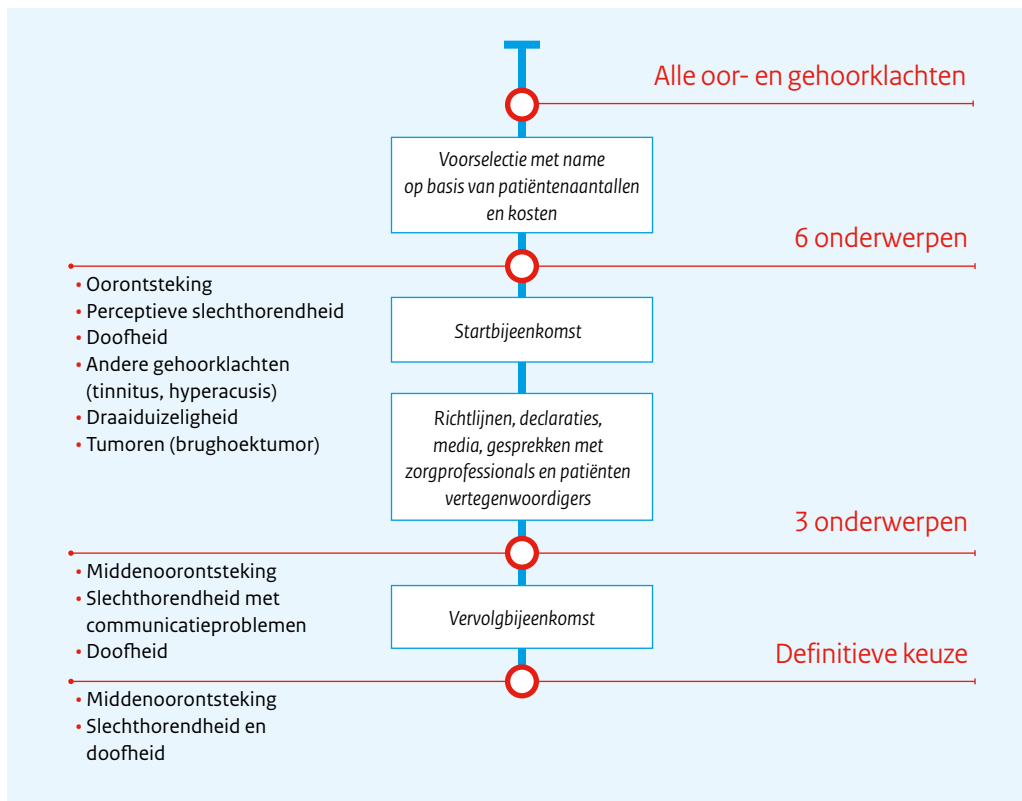 Alle oor- en gehoorklachten
Voorselectie met name
op basis van patiëntenaantallen
en kosten
6 onderwerpen
• Oorontsteking
• Perceptieve slechthorendheid
• Doofheid
• Andere gehoorklachten
(tinnitus, hyperacusis)
• Draaiduizeligheid
• Tumoren (brughoektumor)
Startbijeenkomst
Richtlijnen, declaraties,
media, gesprekken met
zorgprofessionals en patiënten
vertegenwoordigers
3 onderwerpen
• Middenoorontsteking
• Slechthorendheid met
communicatieproblemen
• Doofheid
Vervolgbijeenkomst
Definitieve keuze
• Middenoorontsteking
• Slechthorendheid en
doofheid